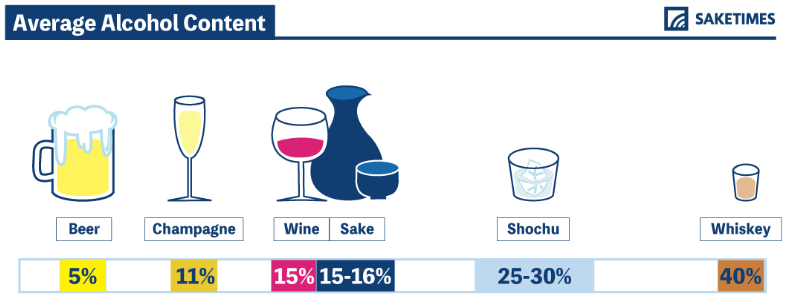 Average Alcohol Content
SAKETIMES
Beer
Champagne
Wine
Sake
Shochu
Whiskey
5%
11%
15%
15-16%
25-30%
40%